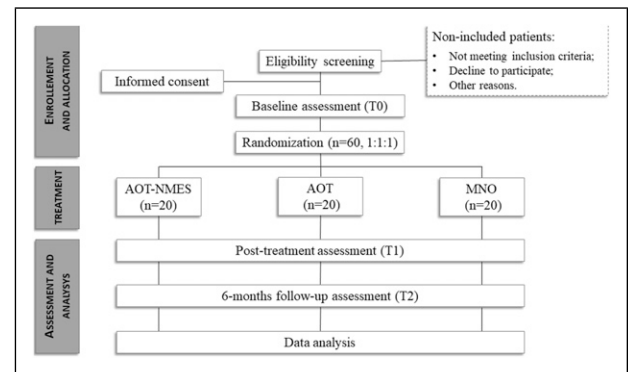 ENROLLEMENT
AND ALLOCATION
Non-included patients:
• Not meeting inclusion criteria;
• Decline to participate;
• Other reasons.
Eligibility screening
Informed consent
Baseline assessment (T0)
Randomization (n=60, 1:1:1)
TREATMENT
AOT-NMES
(n=20)
AOT
(n=20)
MNO
(n=20)
ASSESSMENT AND
ANALYSYS
Post-treatment assessment (T1)
6-months follow-up assessment (T2)
Data analysis